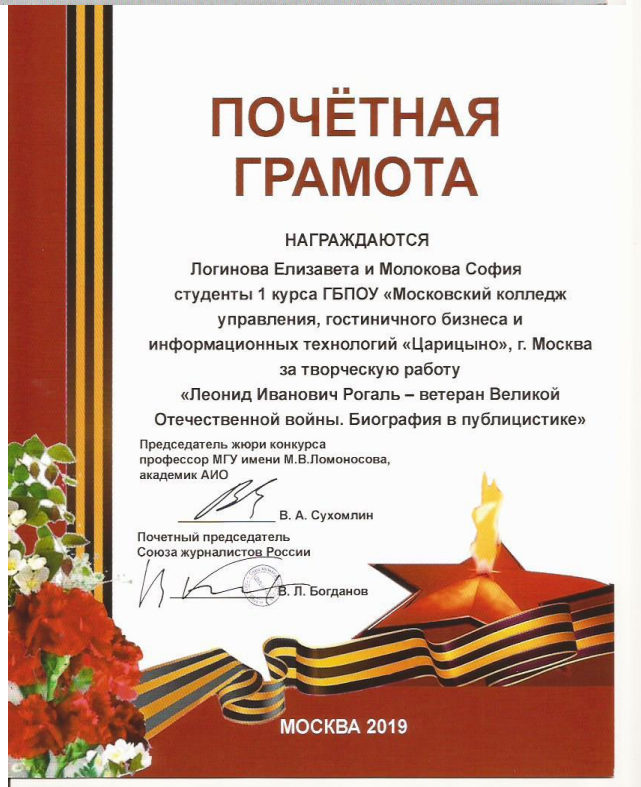 ПОЧЁТНАЯ
ГРАМОТА
НАГРАЖДАЮТСЯ
Логинова Елизавета и Молокова София
студенты 1 курса ГБПОУ «Московский колледж
управления, гостиничного бизнеса и
информационных технологий «Царицыно», г. Москва
за творческую работу
«Леонид Иванович Рогаль – ветеран Великой
Отечественной войны. Биография в публицистике»
Председатель жюри конкурса
профессор МГУ имени М.В.Ломоносова,
академик АИО
В. А. Сухомлин
Почетный председатель
Союза журналистов России
В. Л. Богданов
МОСКВА 2019